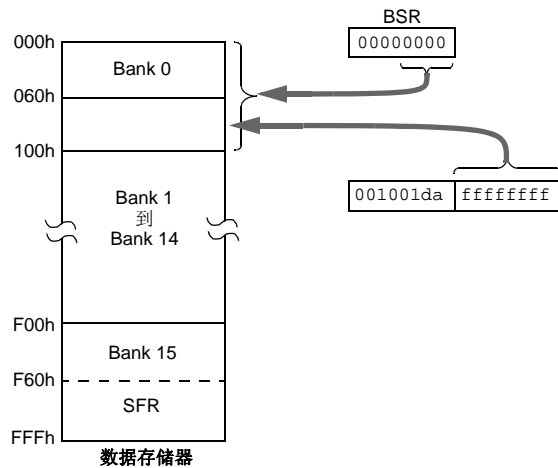 BSR
00000000
000h
Bank 0
060h
100h
001001da ffffffff
Bank 1
到
Bank 14
F00h
Bank 15
F60h
SFR
FFFh
数据存储器